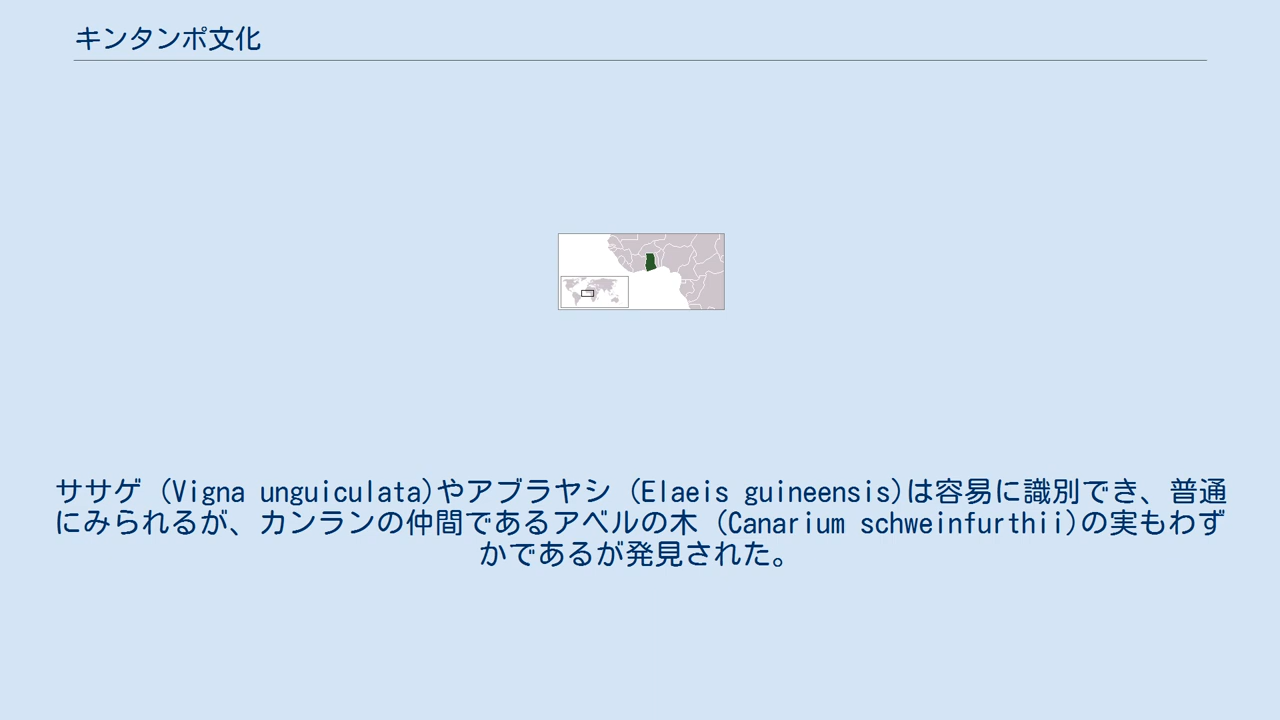 キンタンポ文化
ササゲ (Vigna unguiculata)やアブラヤシ (Elaeis guineensis)は容易に識別でき、普通
にみられるが、カンランの仲間であるアベルの木 (Canarium schweinfurthii)の実もわず
かであるが発見された。